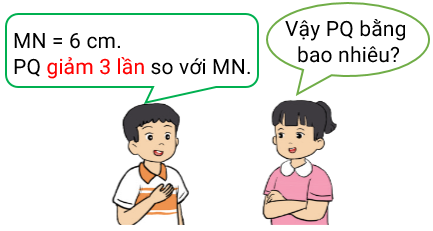 MN = 6 cm.
PQ giảm 3 lần so với MN.
Vậy PQ bằng
bao nhiêu?